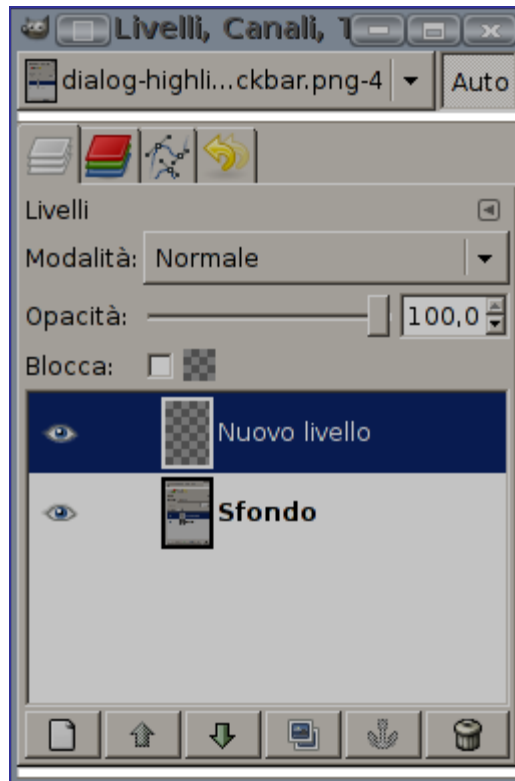 Livelli, Canali, T
dialog-highli...ckbar.png-4 Auto
Livelli
Modalità: Normale
Opacità: 100,0
Blocca:
Nuovo livello
Sfondo